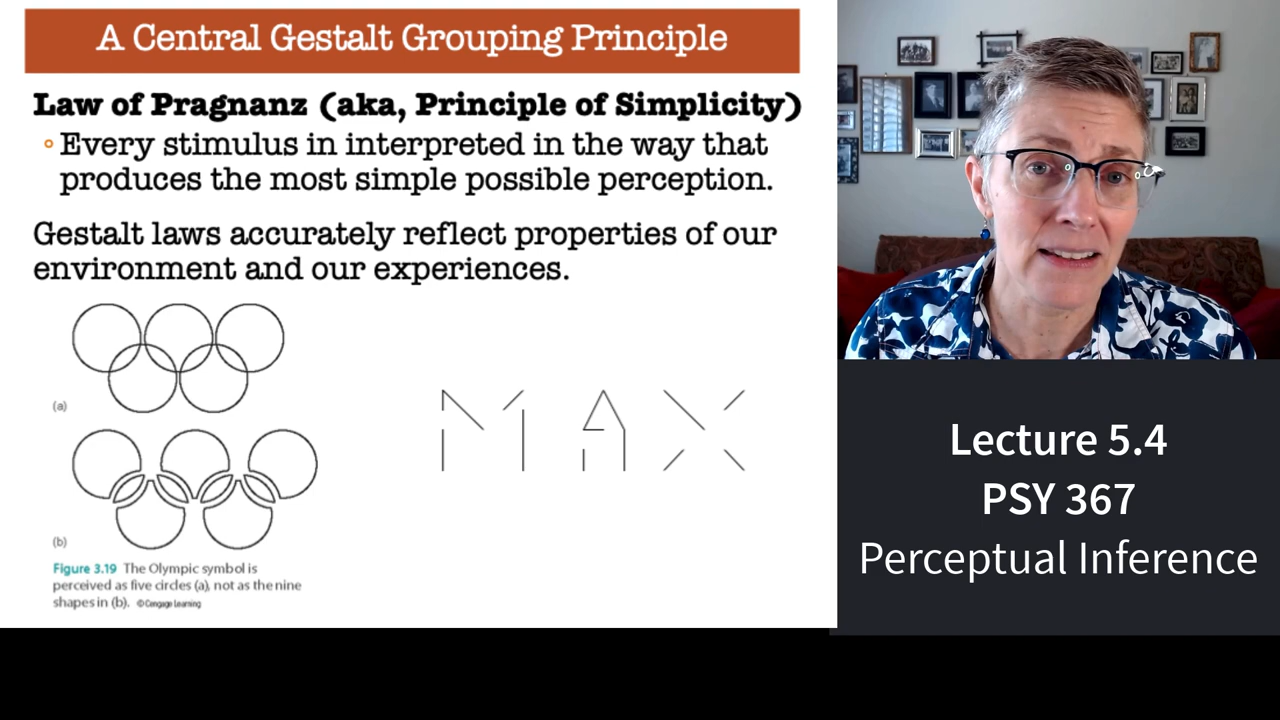 A Central Gestalt Grouping Principle
Law of Pragnanz (aka, Principle of Simplicity)
Every stimulus in interpreted in the way that
produces the most simple possible perception.
Gestalt laws accurately reflect properties of our
environment and our experiences.
(a)
MAX
(b)
Figure 3.19 The Olympic symbol is
perceived as five circles (a), not as the nine
shapes in (b). © Cengage Learning
Lecture 5.4
PSY 367
Perceptual Inference